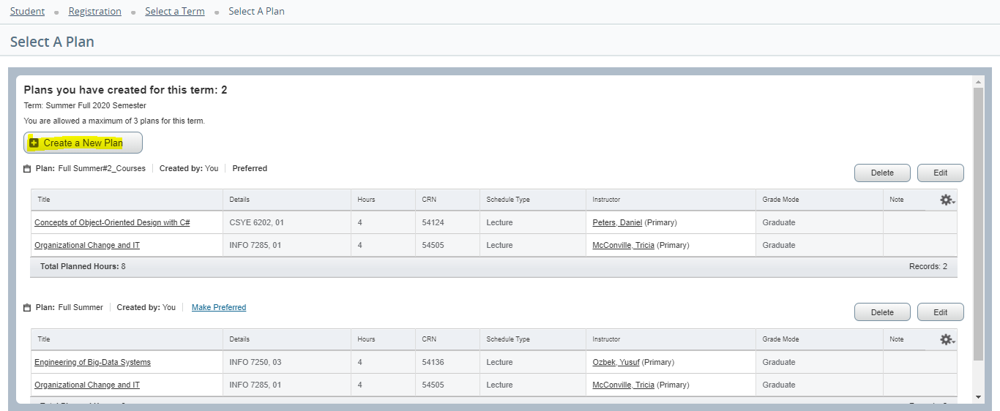 Student Registration Select a Term Select A Plan
Select A Plan
Plans you have created for this term: 2
Term: Summer Full 2020 Semester
You are allowed a maximum of 3 plans for this term.
Create a New Plan
Plan: Full Summer#2_Courses Created by: You Preferred Delete Edit
Title Details Hours CRN Schedule Type Instructor Grade Mode Note
Concepts of Object-Oriented Design with C# CSYE 6202, 01 4 54124 Lecture Peters, Daniel (Primary) Graduate
Organizational Change and IT INFO 7285, 01 4 54505 Lecture McConville, Tricia (Primary) Graduate
Total Planned Hours: 8 Records: 2
Plan: Full Summer Created by: You Make Preferred Delete Edit
Title Details Hours CRN Schedule Type Instructor Grade Mode Note
Engineering of Big-Data Systems INFO 7250, 03 4 54136 Lecture Ozbek, Yusuf (Primary) Graduate
Organizational Change and IT INFO 7285, 01 4 54505 Lecture McConville, Tricia (Primary) Graduate